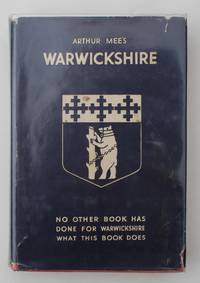 ARTHUR MEE'S
WARWICKSHIRE
NO OTHER BOOK HAS
DONE FOR WARWICKSHIRE
WHAT THIS BOOK DOES